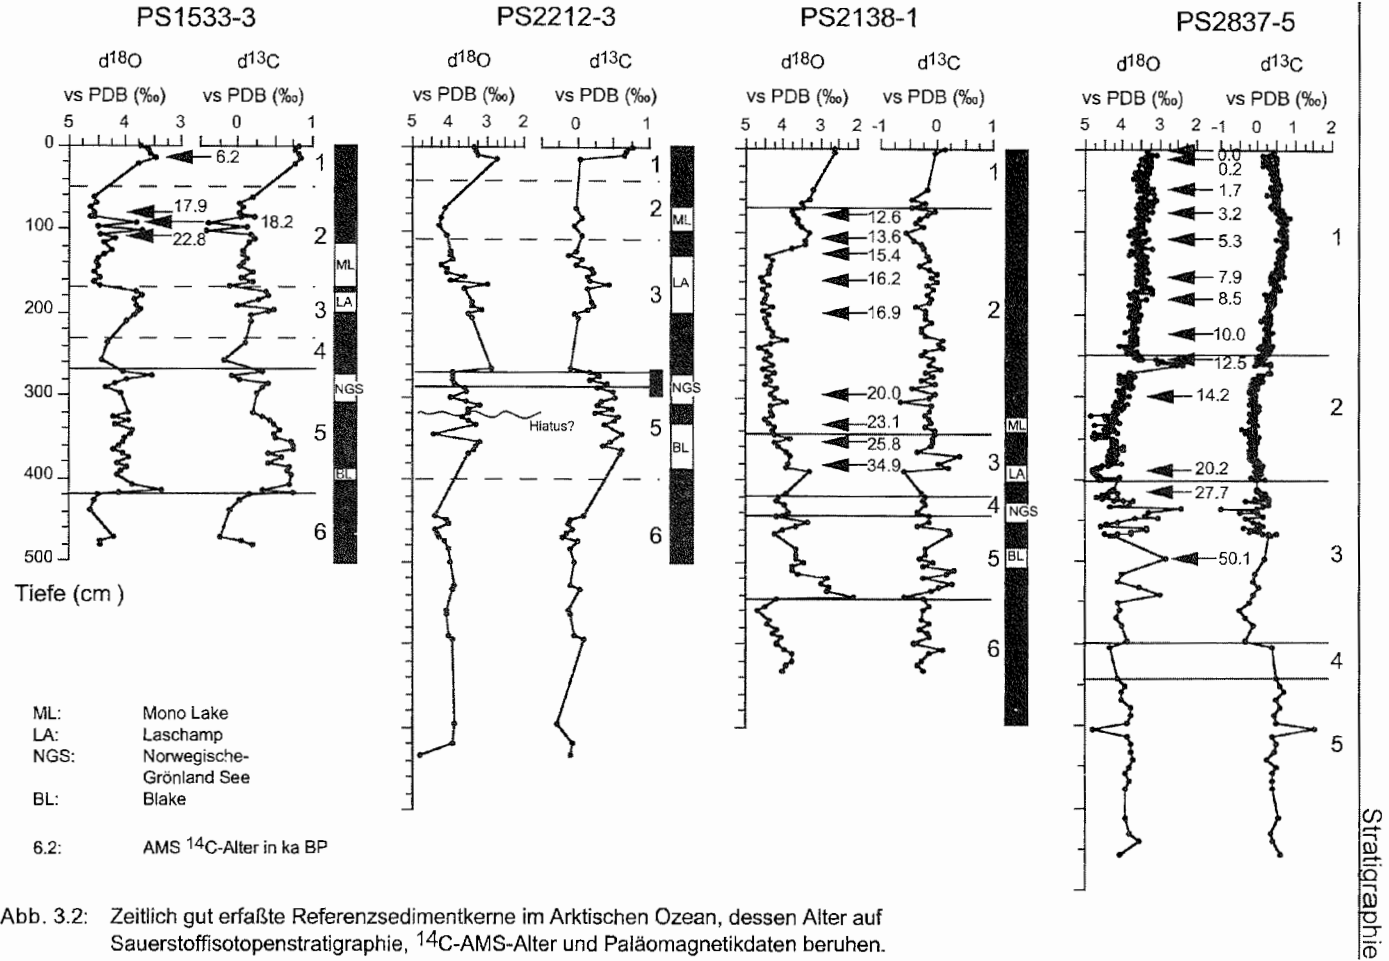 PS1533-3 PS2212-3 PS2138-1 PS2837-5
d18O d13C d18O d13C d18O d13C d18O d13C
vs PDB (‰) vs PDB (‰) vs PDB (‰) vs PDB (‰) vs PDB (‰) vs PDB (‰) vs PDB (‰) vs PDB (‰)
5 4 3 0 1 5 4 3 2 0 1 5 4 3 2 -1 0 1 5 4 3 2 -1 0 1 2
0
100
200
300
400
500
Tiefe (cm )
6.2
17.9
18.2
22.8
1
2
3
4
5
6
ML
LA
NGS
BL
1
2
3
5
6
Hiatus?
ML
LA
NGS
BL
12.6
13.6
15.4
16.2
16.9
20.0
23.1
25.8
34.9
1
2
3
4
5
6
ML
LA
NGS
BL
0.0
0.2
1.7
3.2
5.3
7.9
8.5
10.0
12.5
14.2
20.2
27.7
50.1
1
2
3
4
5
ML: Mono Lake
LA: Laschamp
NGS: Norwegische-
Grönland See
BL: Blake
6.2: AMS 14C-Alter in ka BP
Abb. 3.2: Zeitlich gut erfaßte Referenzsedimentkerne im Arktischen Ozean, dessen Alter auf
Sauerstoffisotopenstratigraphie, 14C-AMS-Alter und Paläomagnetikdaten beruhen.
Stratigraphie